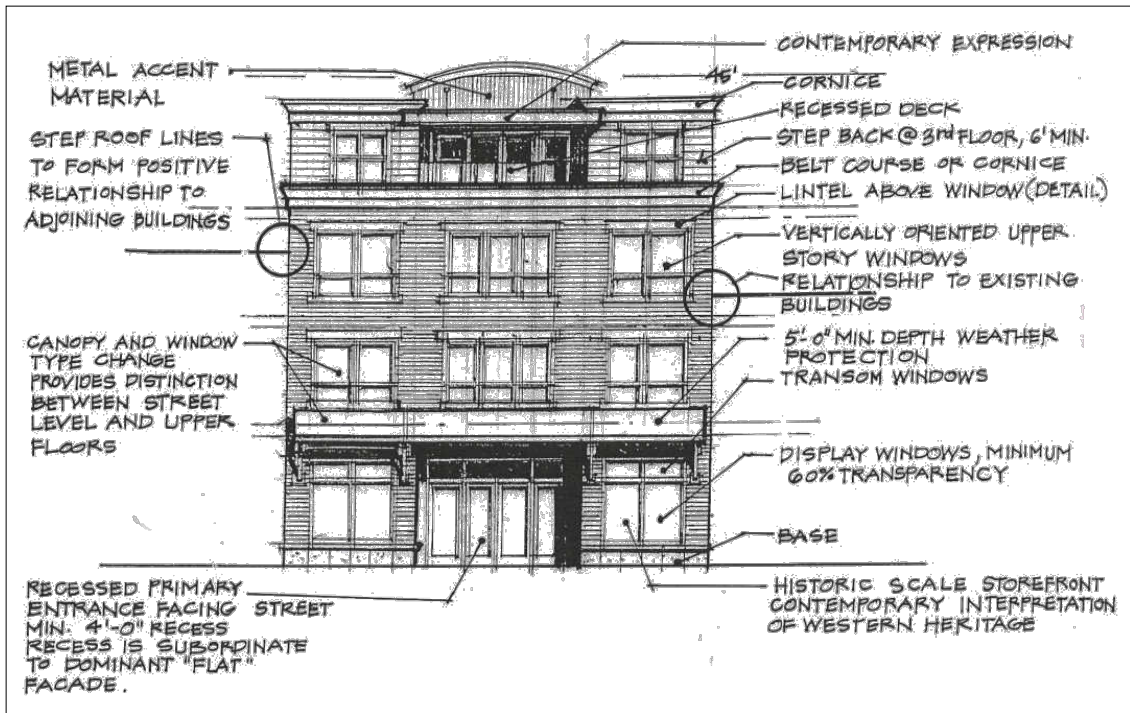 METAL ACCENT
MATERIAL
STEP ROOF LINES
TO FORM POSITIVE
RELATIONSHIP TO
ADJOINING BUILDINGS
CANOPY AND WINDOW
TYPE CHANGE
PROVIDES DISTINCTION
BETWEEN STREET
LEVEL AND UPPER
FLOORS
RECESSED PRIMARY
ENTRANCE FACING STREET
MIN. 4'-0" RECESS
RECESS IS SUBORDINATE
TO DOMINANT "FLAT"
FACADE.
CONTEMPORARY EXPRESSION
45'
CORNICE
RECESSED DECK
STEP BACK @ 3rd FLOOR, 6' MIN.
BELT COURSE OR CORNICE
LINTEL ABOVE WINDOW (DETAIL)
VERTICALLY ORIENTED UPPER
STORY WINDOWS
RELATIONSHIP TO EXISTING
BUILDINGS
5'-0" MIN. DEPTH WEATHER
PROTECTION
TRANSOM WINDOWS
DISPLAY WINDOWS, MINIMUM
60% TRANSPARENCY
BASE
HISTORIC SCALE STOREFRONT
CONTEMPORARY INTERPRETATION
OF WESTERN HERITAGE